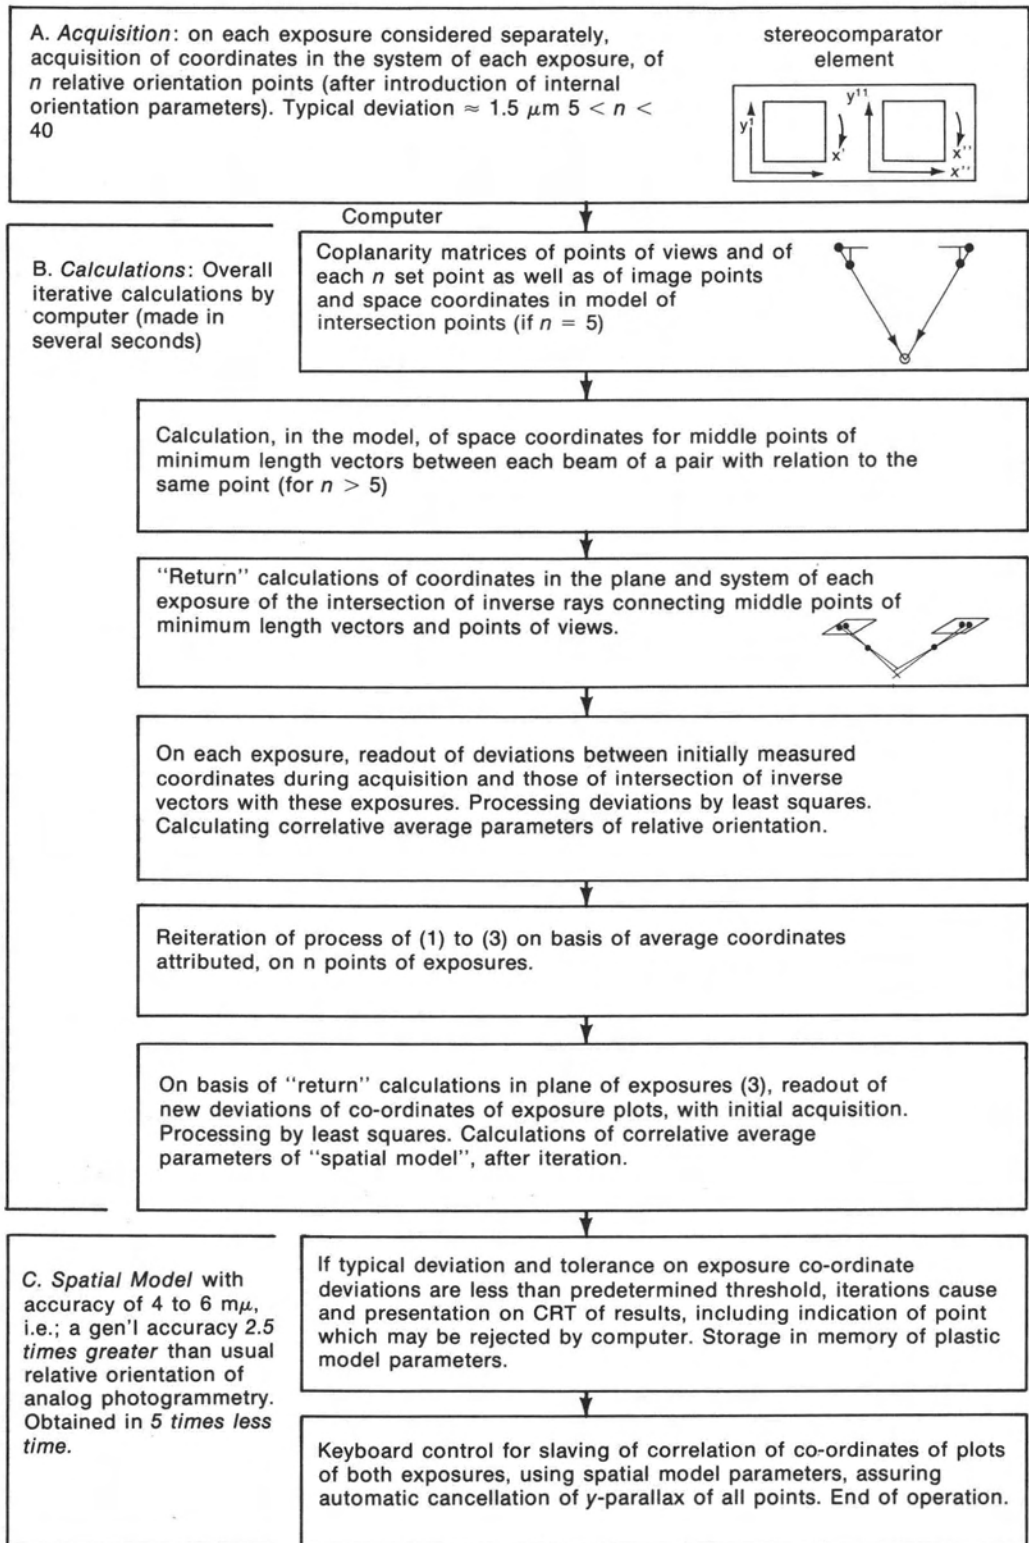 A. Acquisition: on each exposure considered separately,
acquisition of coordinates in the system of each exposure, of
n relative orientation points (after introduction of internal
orientation parameters). Typical deviation ≈ 1.5 μm 5 < n <
40
stereocomparator
element
y'
x'
y11
x''
x''
Computer
B. Calculations: Overall
iterative calculations by
computer (made in
several seconds)
Coplanarity matrices of points of views and of
each n set point as well as of image points
and space coordinates in model of
intersection points (if n = 5)
Calculation, in the model, of space coordinates for middle points of
minimum length vectors between each beam of a pair with relation to the
same point (for n > 5)
"Return" calculations of coordinates in the plane and system of each
exposure of the intersection of inverse rays connecting middle points of
minimum length vectors and points of views.
On each exposure, readout of deviations between initially measured
coordinates during acquisition and those of intersection of inverse
vectors with these exposures. Processing deviations by least squares.
Calculating correlative average parameters of relative orientation.
Reiteration of process of (1) to (3) on basis of average coordinates
attributed, on n points of exposures.
On basis of "return" calculations in plane of exposures (3), readout of
new deviations of co-ordinates of exposure plots, with initial acquisition.
Processing by least squares. Calculations of correlative average
parameters of "spatial model", after iteration.
C. Spatial Model with
accuracy of 4 to 6 mμ,
i.e.; a gen'l accuracy 2.5
times greater than usual
relative orientation of
analog photogrammetry.
Obtained in 5 times less
time.
If typical deviation and tolerance on exposure co-ordinate
deviations are less than predetermined threshold, iterations cause
and presentation on CRT of results, including indication of point
which may be rejected by computer. Storage in memory of plastic
model parameters.
Keyboard control for slaving of correlation of co-ordinates of plots
of both exposures, using spatial model parameters, assuring
automatic cancellation of y-parallax of all points. End of operation.